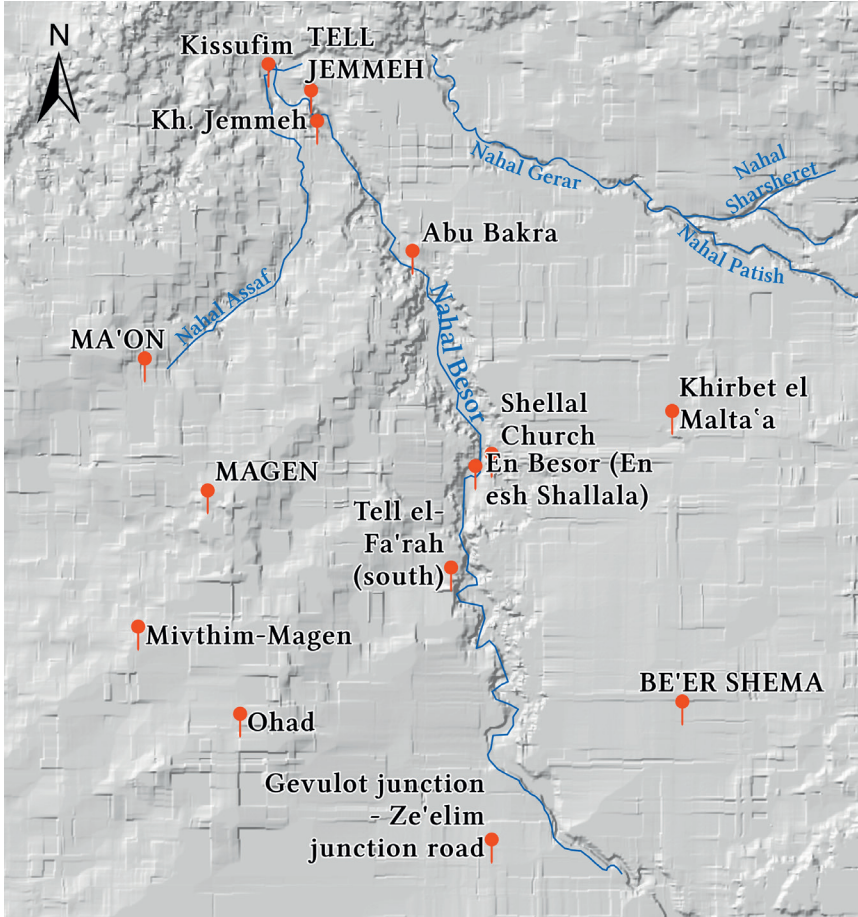 N
Kissufim
TELL
JEMMEH
Kh. Jemmeh
Nahal Gerar
Nahal
Sharsheret
Nahal Patish
Abu Bakra
Nahal Assaf
Nahal Besor
MA'ON
Khirbet el
Maltaʿa
Shellal
Church
En Besor (En
esh Shallala)
MAGEN
Tell el-
Fa'rah
(south)
Mivthim-Magen
BE'ER SHEMA
Ohad
Gevulot junction
- Ze'elim
junction road